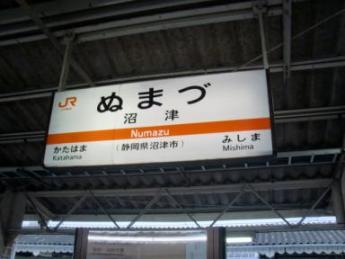 JR
ぬまづ
沼津
Numazu
(静岡県沼津市)
かたはま
Katahama
みしま
Mishima